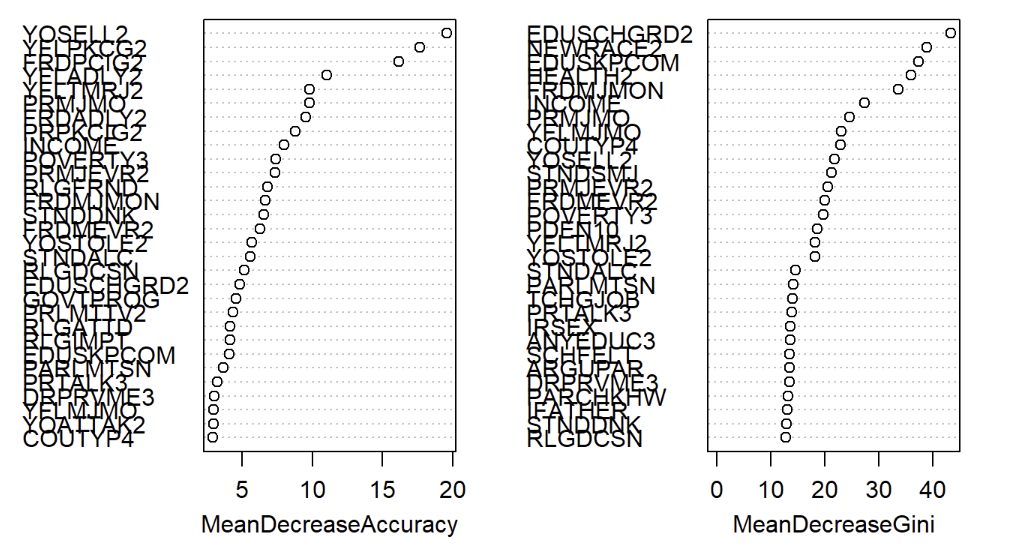 YOSELL2
YFLPKCG2
FRDPCIG2
YFLADLY2
YFLTMRJ2
PRMJMO
FRDADLY2
PRPKCIG2
INCOME
POVERTY3
PRMJEVR2
RLGFRND
FRDMJMON
STNDDNK
FRDMEVR2
YOSTOLE2
STNDALC
RLGDCSN
EDUSCHGRD2
GOVTPROG
PRLMTTV2
RLGATTD
RLGIMPT
EDUSKPCOM
PARLMTSN
PRTALK3
DRPRVME3
YFLMJMO
YOATTAK2
COUTYP4
5 10 15 20
MeanDecreaseAccuracy
EDUSCHGRD2
NEWRACE2
EDUSKPCOM
HEALTH2
FRDMJMON
INCOME
PRMJMO
YFLMJMO
COUTYP4
YOSELL2
STNDSMJ
PRMJEVR2
FRDMEVR2
POVERTY3
PDEN10
YFLTMRJ2
YOSTOLE2
STNDALC
PARLMTSN
TCHGJOB
PRTALK3
IRSEX
ANYEDUC3
SCHFELT
ARGUPAR
DRPRVME3
PARCHKHW
IFATHER
STNDDNK
RLGDCSN
0 10 20 30 40
MeanDecreaseGini